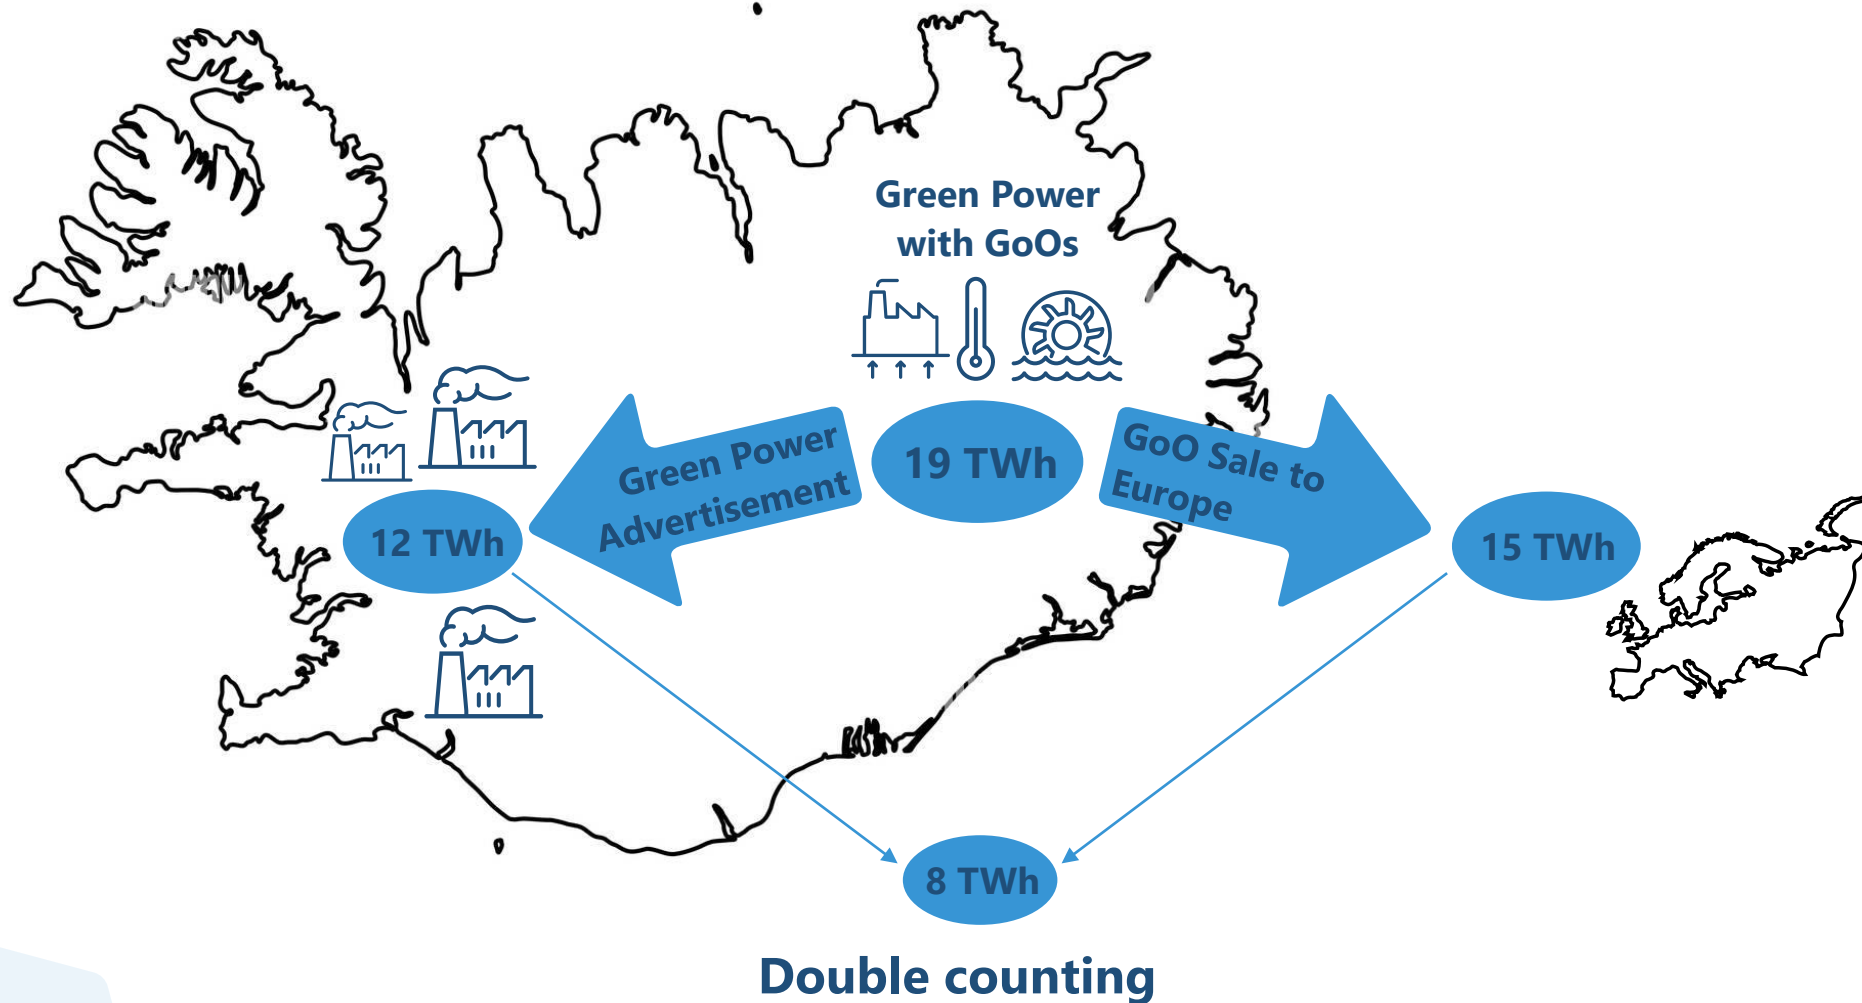 Green Power
with GoOs
Green Power
Advertisement
19 TWh
GoO Sale to
Europe
12 TWh
15 TWh
8 TWh
Double counting